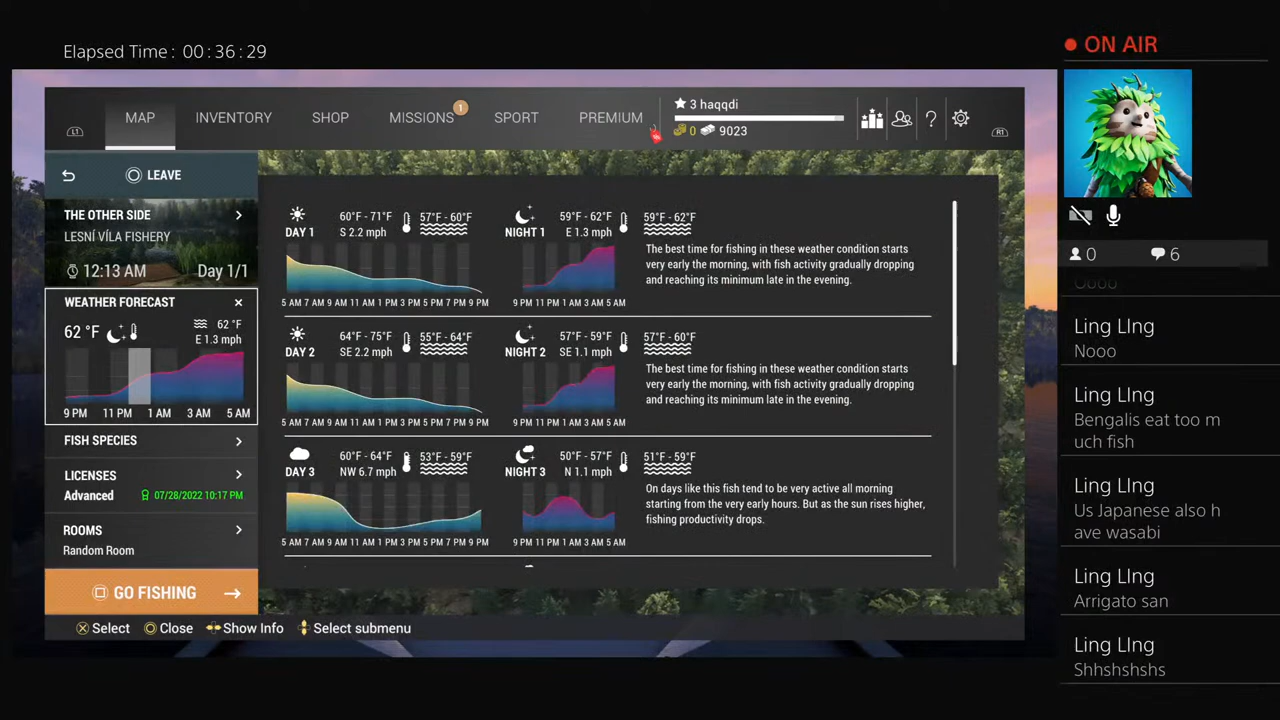 Elapsed Time: 00:36:29
ON AIR
MAP INVENTORY SHOP MISSIONS 1 SPORT PREMIUM
3 haqqdi
0 9023
L1 R1
LEAVE
THE OTHER SIDE
LESNÍ VÍLA FISHERY
12:13 AM Day 1/1
WEATHER FORECAST
62 °F
62 °F
E 1.3 mph
9 PM 11 PM 1 AM 3 AM 5 AM
FISH SPECIES
LICENSES
Advanced 07/28/2022 10:17 PM
ROOMS
Random Room
GO FISHING
DAY 1
60°F - 71°F
S 2.2 mph
57°F - 60°F
5 AM 7 AM 9 AM 11 AM 1 PM 3 PM 5 PM 7 PM 9 PM
NIGHT 1
59°F - 62°F
E 1.3 mph
59°F - 62°F
9 PM 11 PM 1 AM 3 AM 5 AM
The best time for fishing in these weather condition starts
very early the morning, with fish activity gradually dropping
and reaching its minimum late in the evening.
DAY 2
64°F - 75°F
SE 2.2 mph
55°F - 64°F
5 AM 7 AM 9 AM 11 AM 1 PM 3 PM 5 PM 7 PM 9 PM
NIGHT 2
57°F - 59°F
SE 1.1 mph
57°F - 60°F
9 PM 11 PM 1 AM 3 AM 5 AM
The best time for fishing in these weather condition starts
very early the morning, with fish activity gradually dropping
and reaching its minimum late in the evening.
DAY 3
60°F - 64°F
NW 6.7 mph
53°F - 59°F
5 AM 7 AM 9 AM 11 AM 1 PM 3 PM 5 PM 7 PM 9 PM
NIGHT 3
50°F - 57°F
N 1.1 mph
51°F - 59°F
9 PM 11 PM 1 AM 3 AM 5 AM
On days like this fish tend to be very active all morning
starting from the very early hours. But as the sun rises higher,
fishing productivity drops.
Select Close Show Info Select submenu
0 6
Oooo
Ling LIng
Nooo
Ling LIng
Bengalis eat too m
uch fish
Ling LIng
Us Japanese also h
ave wasabi
Ling LIng
Arrigato san
Ling LIng
Shhshshshs